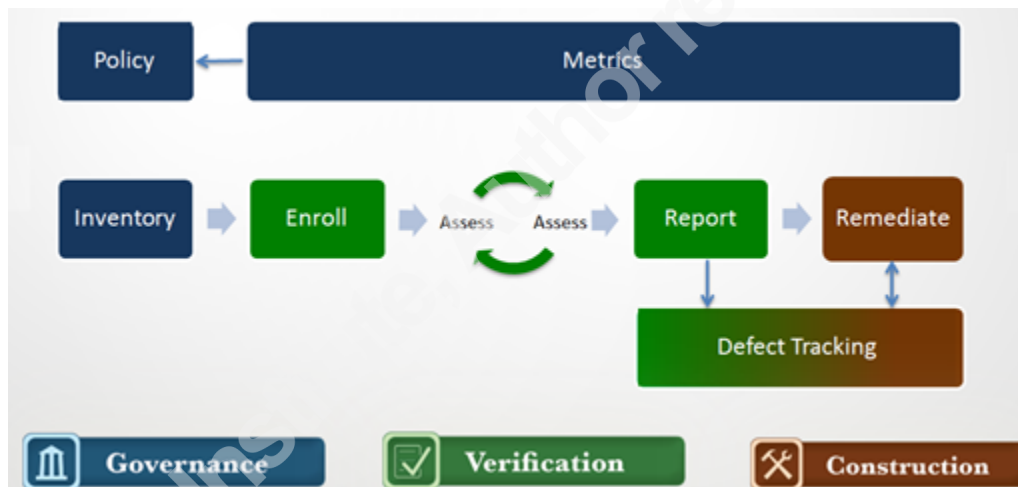 Policy
Metrics
Inventory
Enroll
Assess
Assess
Report
Remediate
Defect Tracking
Governance
Verification
Construction